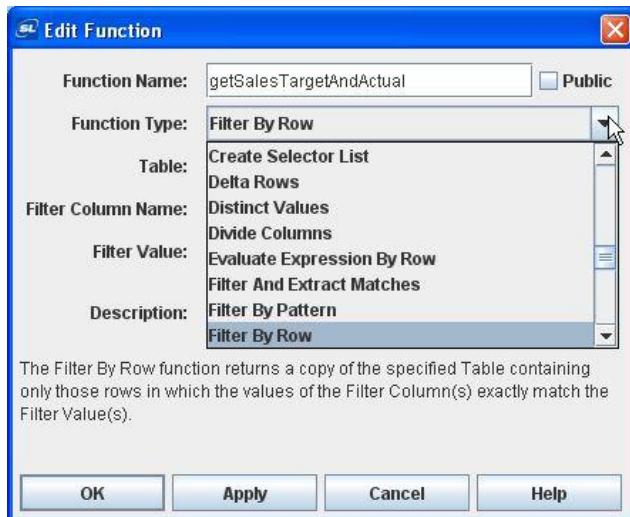 SL Edit Function
Function Name: getSalesTargetAndActual Public
Function Type: Filter By Row
Table:
Create Selector List
Delta Rows
Filter Column Name:
Distinct Values
Divide Columns
Filter Value:
Evaluate Expression By Row
Filter And Extract Matches
Description:
Filter By Pattern
Filter By Row
The Filter By Row function returns a copy of the specified Table containing
only those rows in which the values of the Filter Column(s) exactly match the
Filter Value(s).
OK Apply Cancel Help